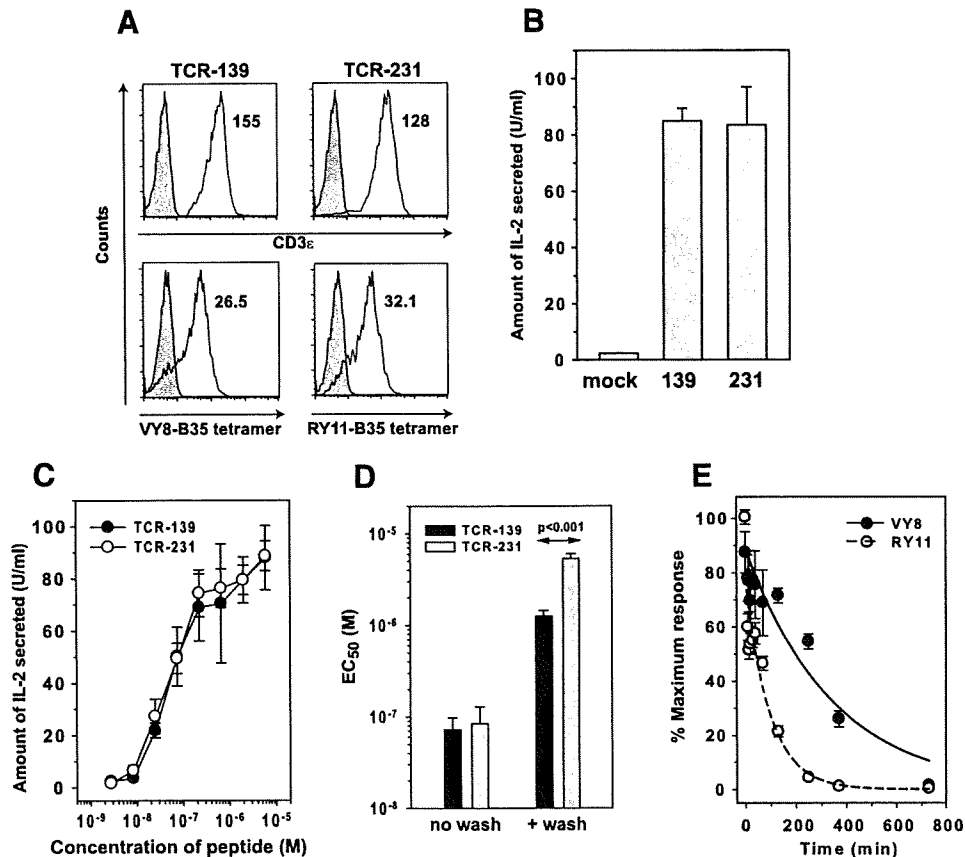 A
TCR-139
TCR-231
155
128
Counts
CD3ε
26.5
32.1
VY8-B35 tetramer
RY11-B35 tetramer
B
Amount of IL-2 secreted (U/ml)
100
80
60
40
20
0
mock 139 231
C
Amount of IL-2 secreted (U/ml)
100
80
60
40
20
0
TCR-139
TCR-231
10-9 10-8 10-7 10-6 10-5
Concentration of peptide (M)
D
EC50 (M)
10-5
10-6
10-7
10-8
TCR-139
TCR-231
p<0.001
no wash + wash
E
% Maximum response
100
80
60
40
20
0
VY8
RY11
0 200 400 600 800
Time (min)